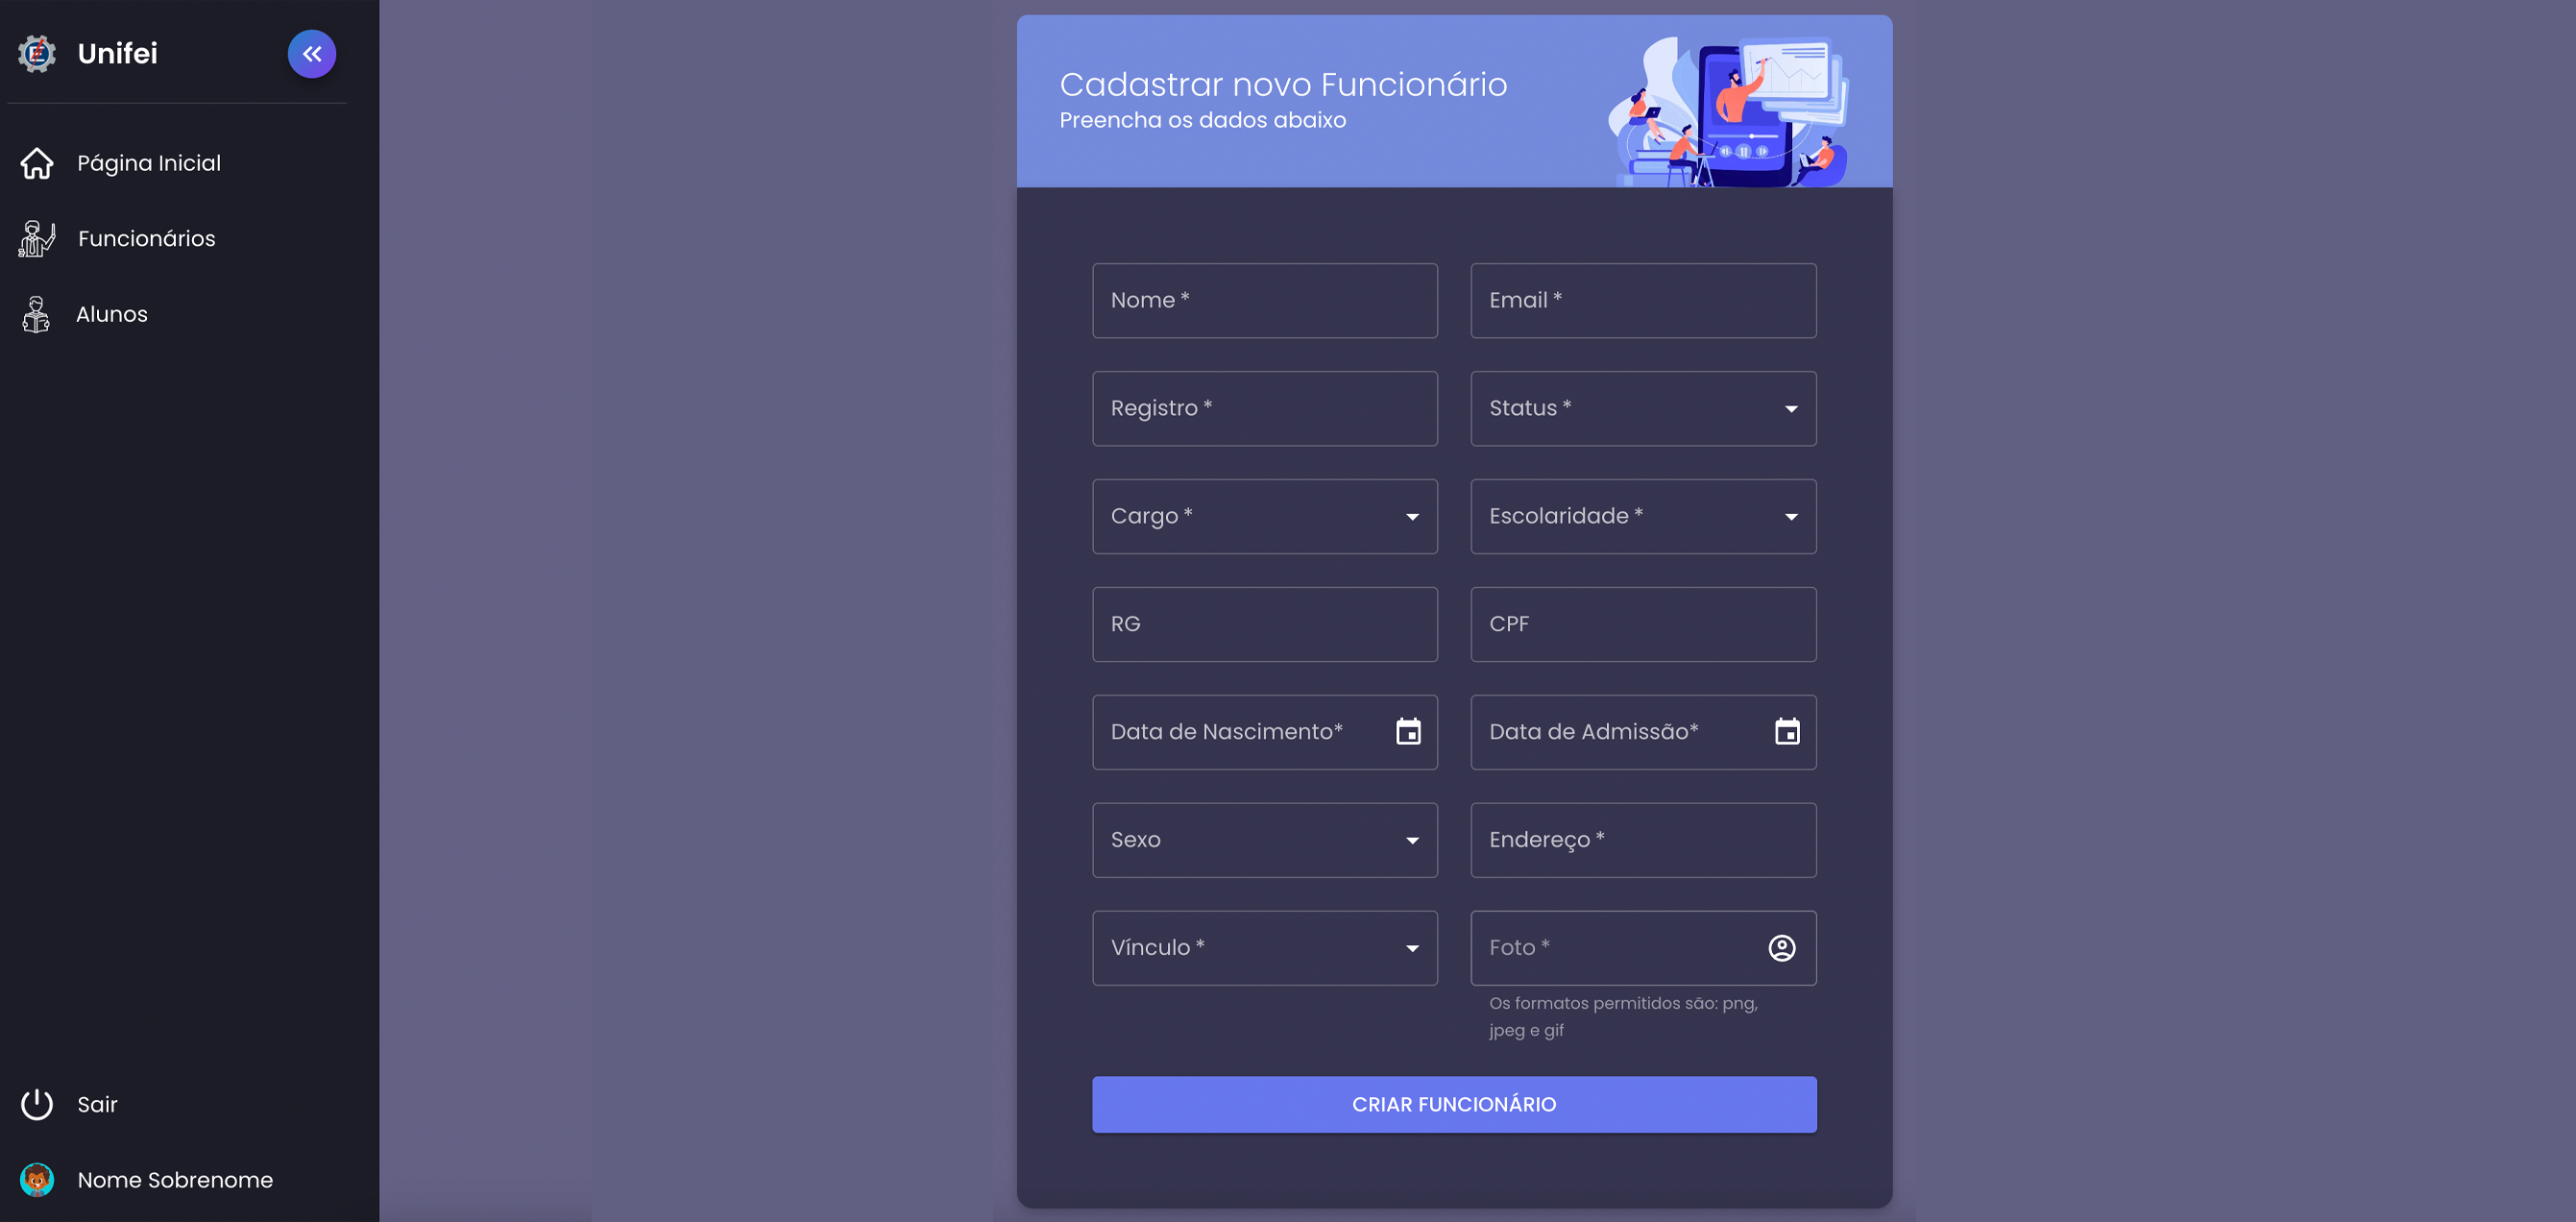 Unifei
Página Inicial
Funcionários
Alunos
Sair
Nome Sobrenome
Cadastrar novo Funcionário
Preencha os dados abaixo
Nome *
Email *
Registro *
Status *
Cargo *
Escolaridade *
RG
CPF
Data de Nascimento*
Data de Admissão*
Sexo
Endereço *
Vínculo *
Foto *
Os formatos permitidos são: png,
jpeg e gif
CRIAR FUNCIONÁRIO